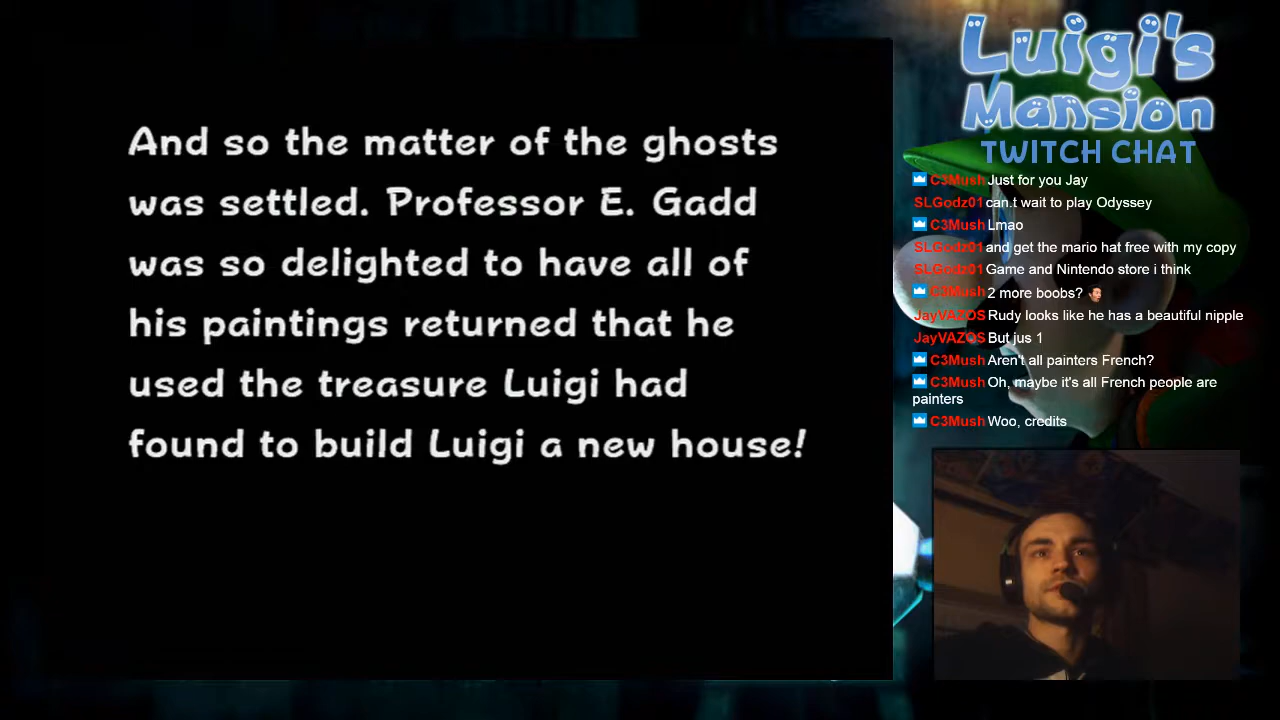 And so the matter of the ghosts
was settled. Professor E. Gadd
was so delighted to have all of
his paintings returned that he
used the treasure Luigi had
found to build Luigi a new house!
Luigi's
Mansion
TWITCH CHAT
C3Mush Just for you Jay
SLGodz01 can.t wait to play Odyssey
C3Mush Lmao
SLGodz01 and get the mario hat free with my copy
SLGodz01 Game and Nintendo store i think
C3Mush 2 more boobs?
JayVAZOS Rudy looks like he has a beautiful nipple
JayVAZOS But jus 1
C3Mush Aren't all painters French?
C3Mush Oh, maybe it's all French people are
painters
C3Mush Woo, credits